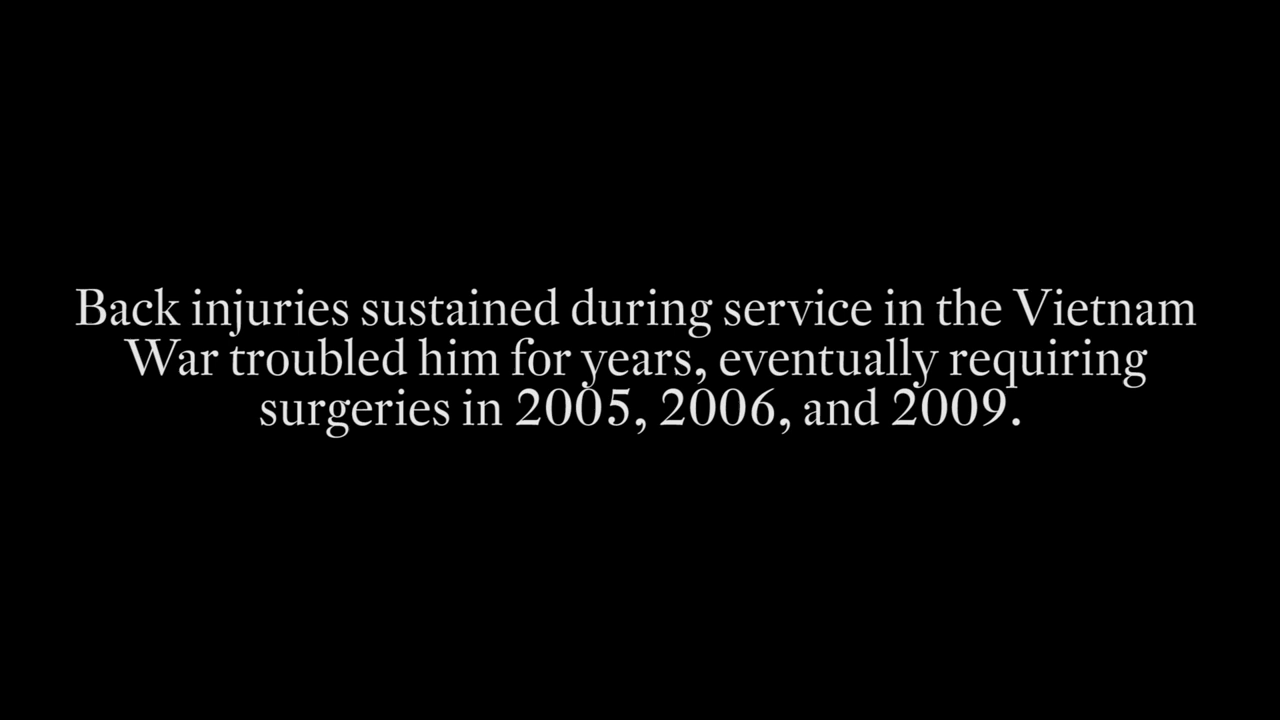 Back injuries sustained during service in the Vietnam
War troubled him for years, eventually requiring
surgeries in 2005, 2006, and 2009.